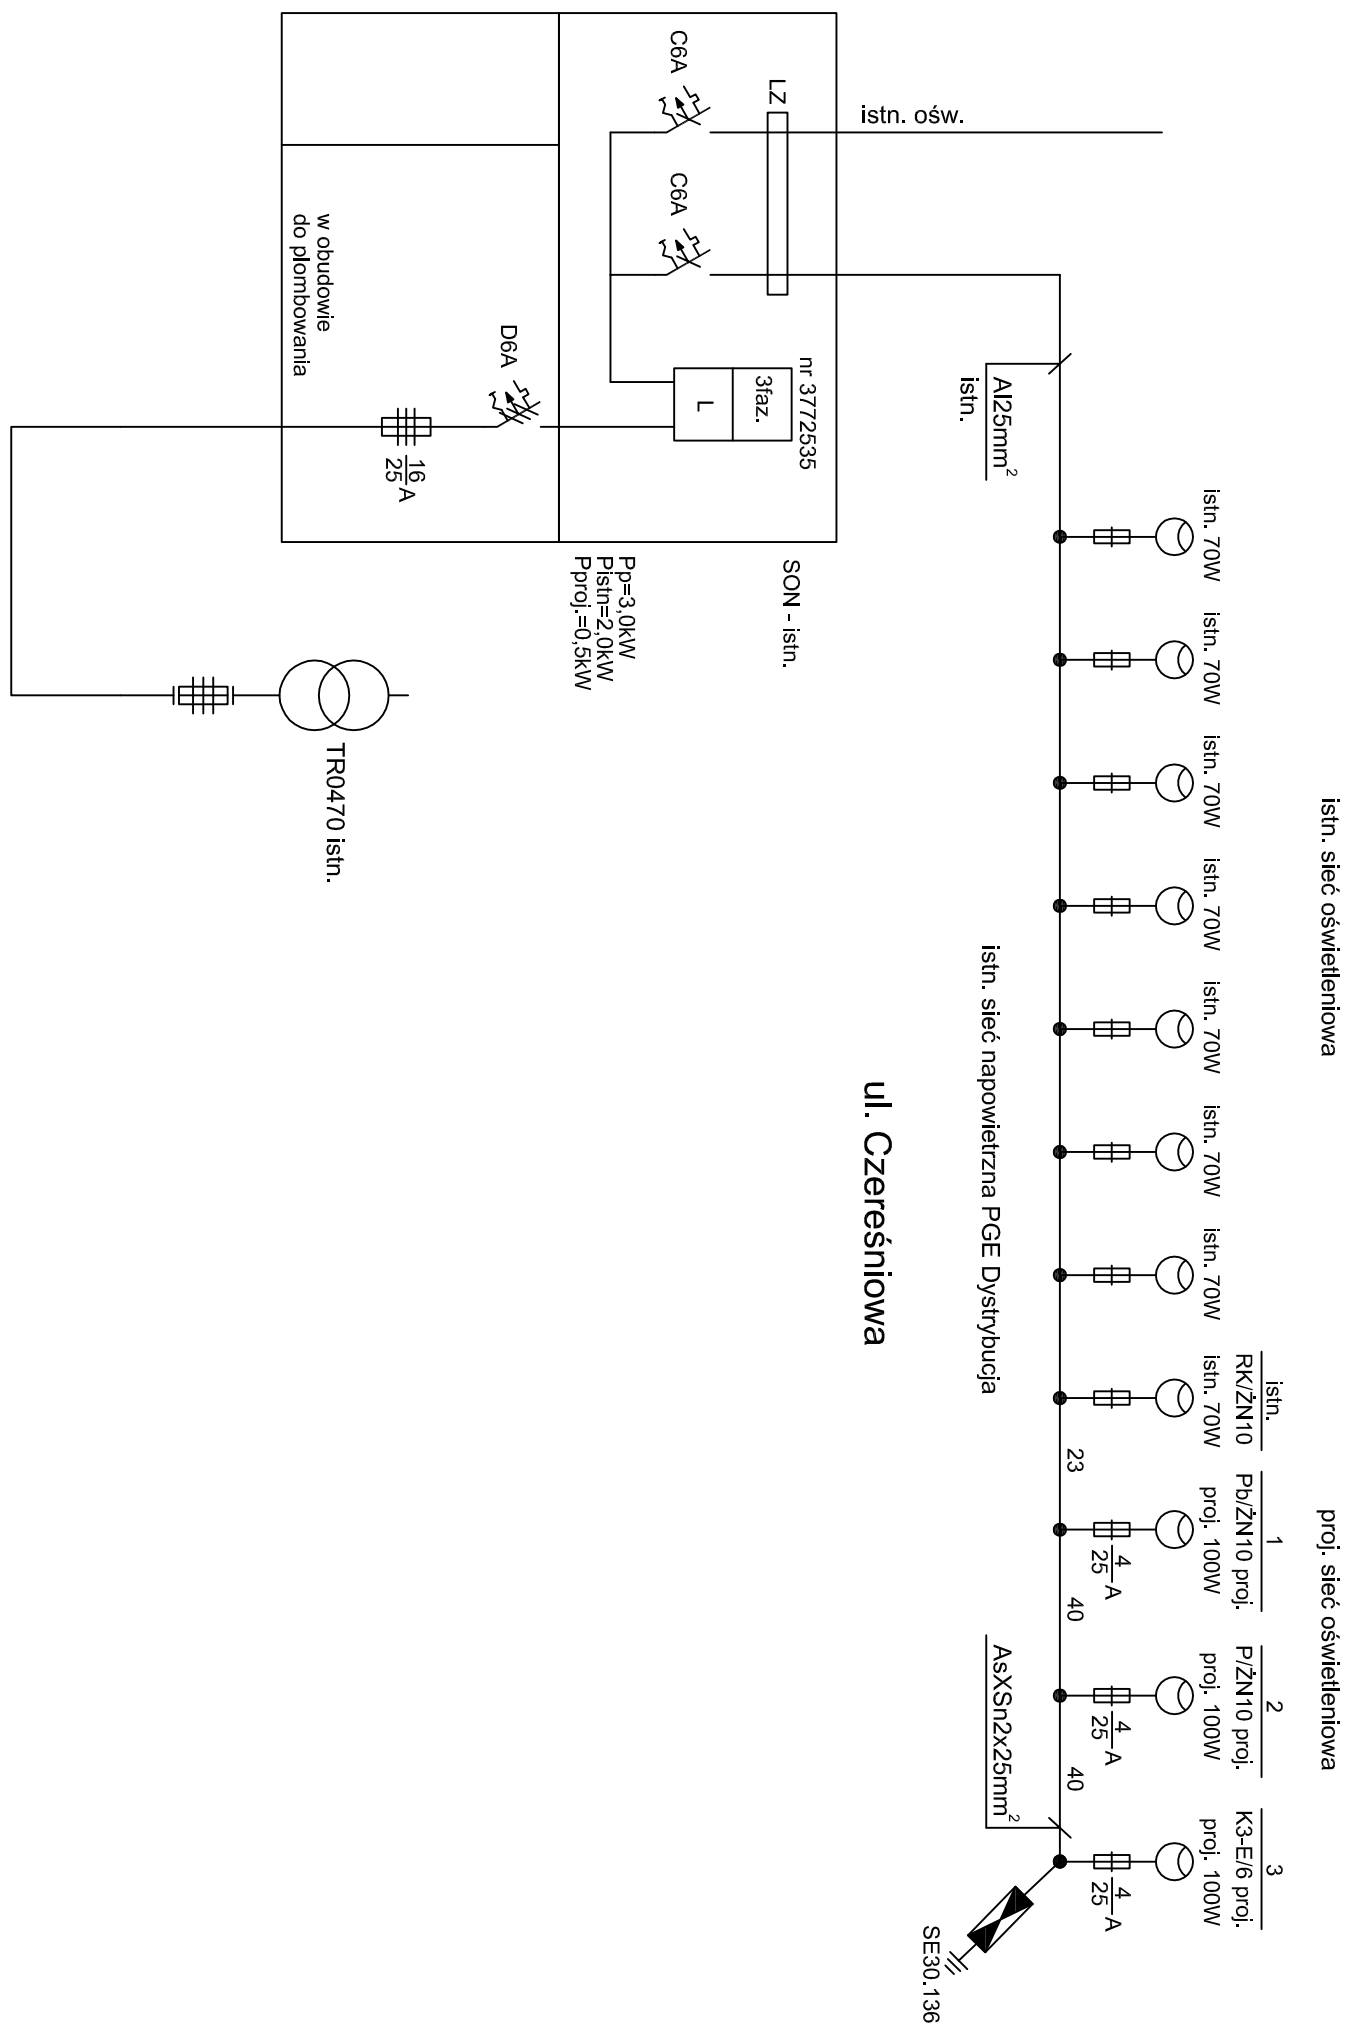 istn. sieć oświetleniowa
proj. sieć oświetleniowa
istn.
RK/ŻN10
istn. 70W
1
Pb/ŻN10 proj.
proj. 100W
2
P/ŻN10 proj.
proj. 100W
3
K3-E/6 proj.
proj. 100W
istn. 70W
istn. 70W
istn. 70W
istn. 70W
istn. 70W
istn. 70W
istn. 70W
4
25
A
4
25
A
4
25
A
23
40
40
istn. ośw.
Al25mm²
istn.
AsXSn2x25mm²
istn. sieć napowietrzna PGE Dystrybucja
SE30.136
ul. Czereśniowa
LZ
nr 3772535
3faz.
L
SON - istn.
C6A
C6A
Pp=3,0kW
Pistn=2,0kW
Pproj.=0,5kW
D6A
16
25
A
w obudowie
do plombowania
TR0470 istn.